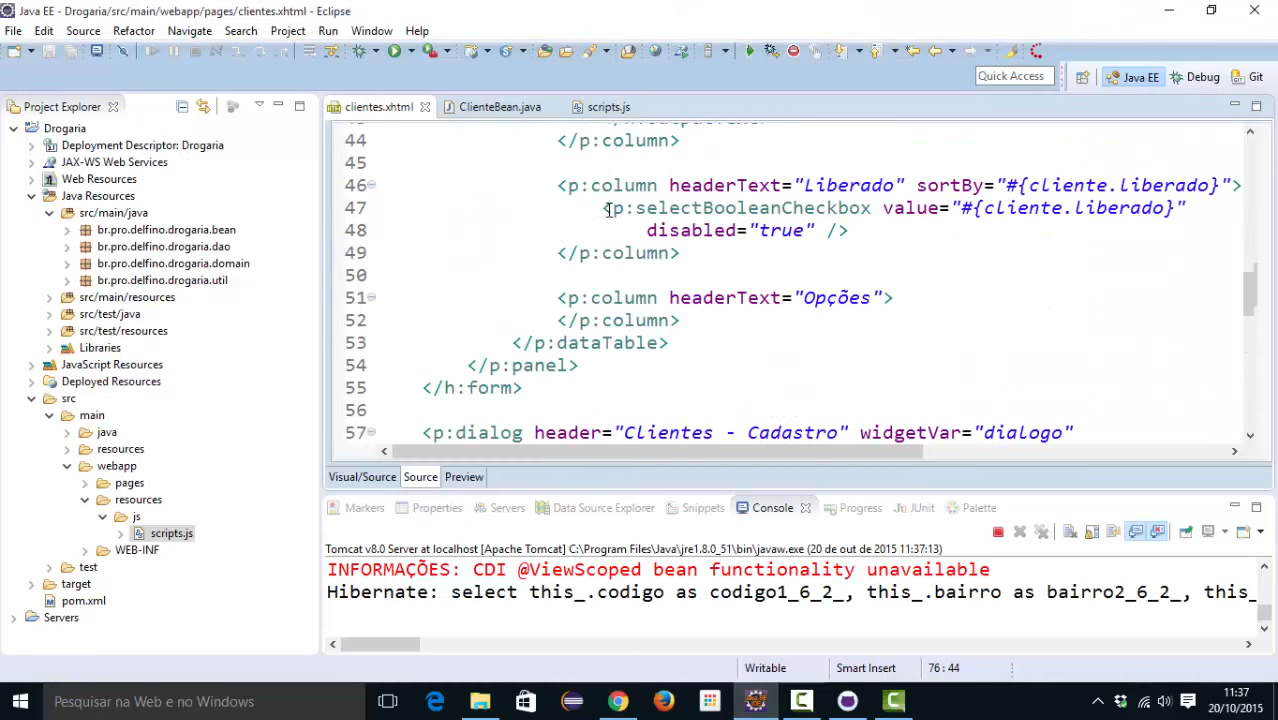 Java EE - Drogaria/src/main/webapp/pages/clientes.xhtml - Eclipse
File Edit Source Refactor Navigate Search Project Run Window Help
Quick Access
Java EE
Debug
Git
Project Explorer
Drogaria
Deployment Descriptor: Drogaria
JAX-WS Web Services
Web Resources
Java Resources
src/main/java
br.pro.delfino.drogaria.bean
br.pro.delfino.drogaria.dao
br.pro.delfino.drogaria.domain
br.pro.delfino.drogaria.util
src/main/resources
src/test/java
src/test/resources
Libraries
JavaScript Resources
Deployed Resources
src
main
java
resources
webapp
pages
resources
js
scripts.js
WEB-INF
test
target
pom.xml
Servers
clientes.xhtml
ClienteBean.java
scripts.js
44 </p:column>
45
46 <p:column headerText="Liberado" sortBy="#{cliente.liberado}">
47 <p:selectBooleanCheckbox value="#{cliente.liberado}"
48 disabled="true" />
49 </p:column>
50
51 <p:column headerText="Opções">
52 </p:column>
53 </p:dataTable>
54 </p:panel>
55 </h:form>
56
57 <p:dialog header="Clientes - Cadastro" widgetVar="dialogo"
Visual/Source Source Preview
Markers Properties Servers Data Source Explorer Snippets Console Progress JUnit Palette
Tomcat v8.0 Server at localhost [Apache Tomcat] C:\Program Files\Java\jre1.8.0_51\bin\javaw.exe (20 de out de 2015 11:37:13)
INFORMAÇÕES: CDI @ViewScoped bean functionality unavailable
Hibernate: select this_.codigo as codigo1_6_2_, this_.bairro as bairro2_6_2_, this_
Writable
Smart Insert
76:44
Pesquisar na Web e no Windows
11:37
20/10/2015